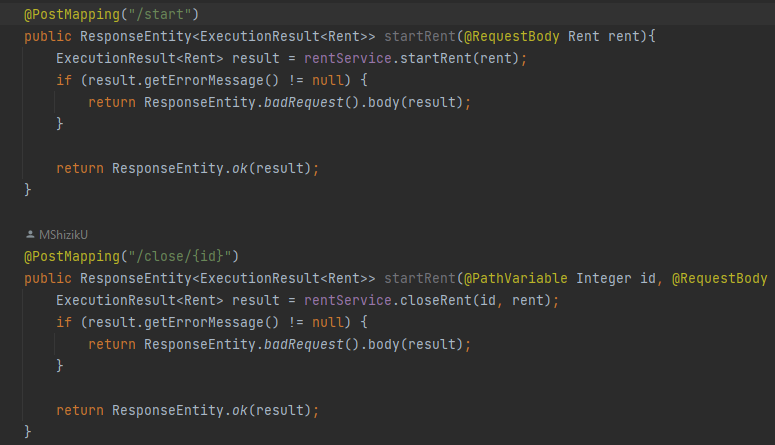 @PostMapping("/start")
public ResponseEntity<ExecutionResult<Rent>> startRent(@RequestBody Rent rent){
    ExecutionResult<Rent> result = rentService.startRent(rent);
    if (result.getErrorMessage() != null) {
        return ResponseEntity.badRequest().body(result);
    }

    return ResponseEntity.ok(result);
}

MShizikU
@PostMapping("/close/{id}")
public ResponseEntity<ExecutionResult<Rent>> startRent(@PathVariable Integer id, @RequestBody
    ExecutionResult<Rent> result = rentService.closeRent(id, rent);
    if (result.getErrorMessage() != null) {
        return ResponseEntity.badRequest().body(result);
    }

    return ResponseEntity.ok(result);
}